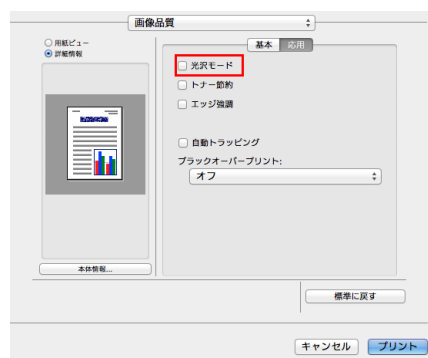 画像品質
用紙ビュー
詳細情報
基本 応用
光沢モード
トナー節約
エッジ強調
自動トラッピング
ブラックオーバープリント:
オフ
本体情報...
標準に戻す
キャンセル プリント